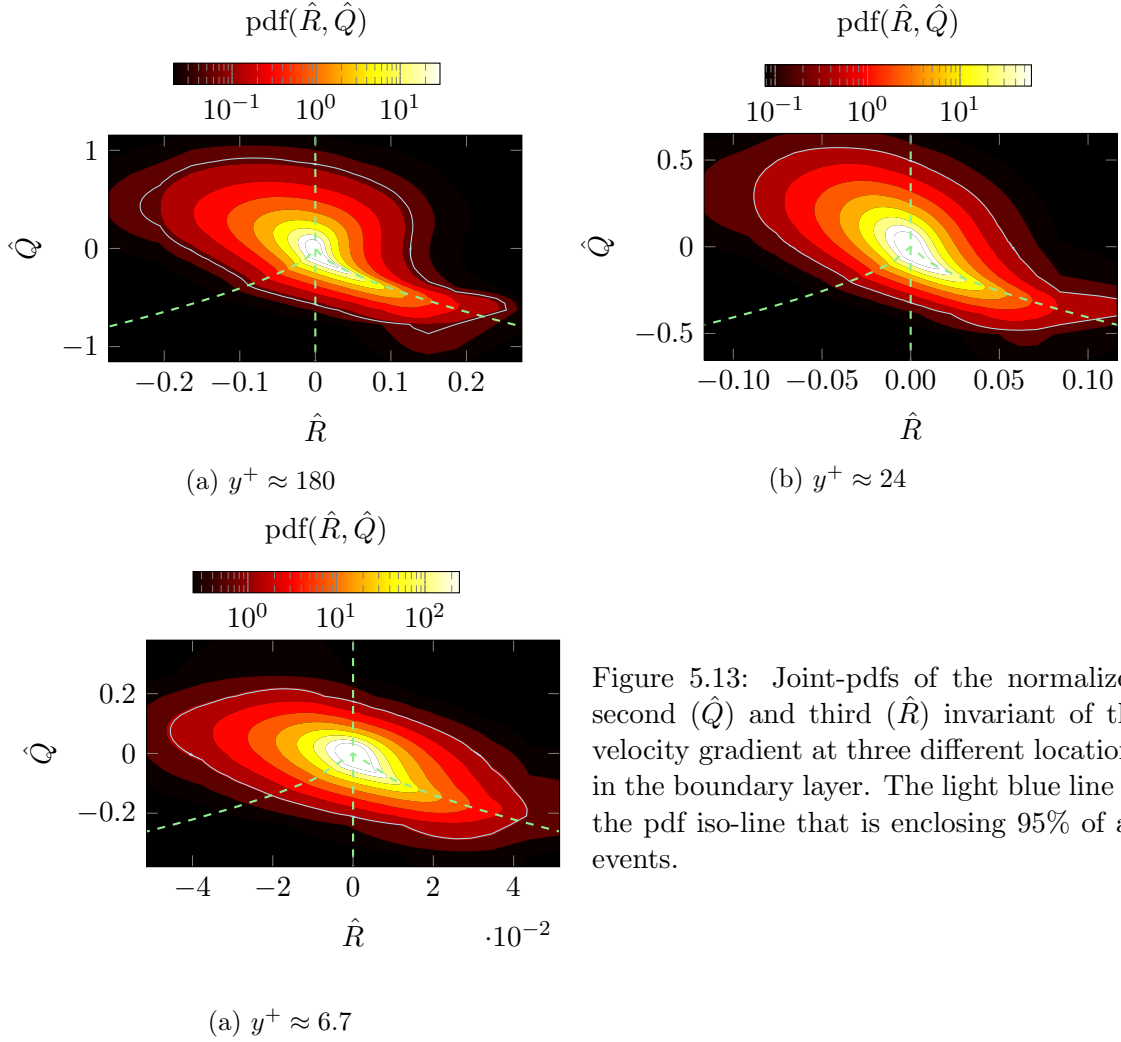 pdf(R̂, Q̂)
10⁻¹ 10⁰ 10¹
1
0
−1
Q̂
−0.2 −0.1 0 0.1 0.2
R̂
(a) y⁺ ≈ 180
pdf(R̂, Q̂)
10⁻¹ 10⁰ 10¹
0.5
0
−0.5
Q̂
−0.10 −0.05 0.00 0.05 0.10
R̂
(b) y⁺ ≈ 24
pdf(R̂, Q̂)
10⁰ 10¹ 10²
0.2
0
−0.2
Q̂
−4 −2 0 2 4
R̂
·10⁻²
(a) y⁺ ≈ 6.7
Figure 5.13: Joint-pdfs of the normalize
second (Q̂) and third (R̂) invariant of th
velocity gradient at three different location
in the boundary layer. The light blue line
the pdf iso-line that is enclosing 95% of a
events.